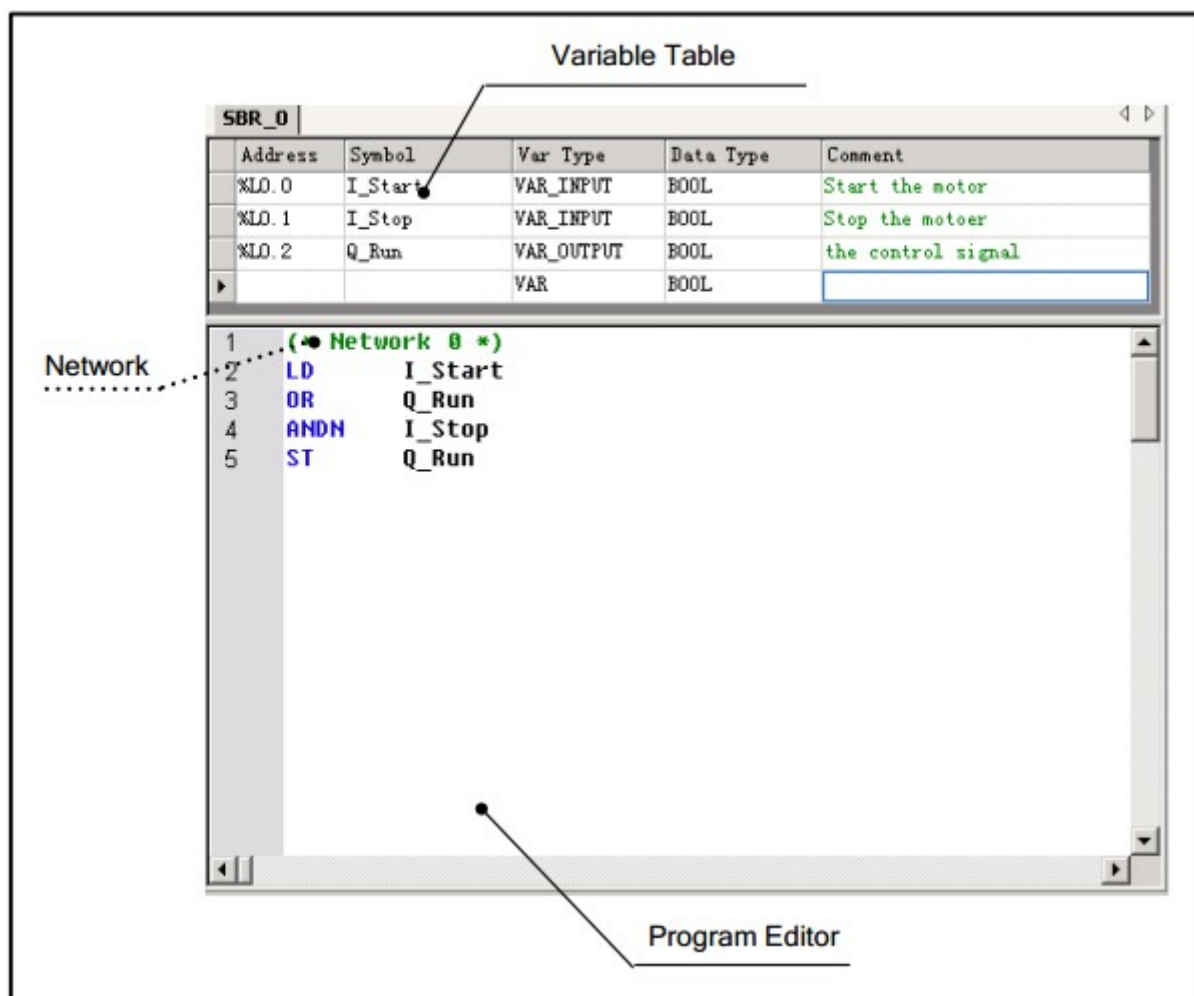 Variable Table
SBR_0
Address Symbol Var Type Data Type Comment
%L0.0 I_Start VAR_INPUT BOOL Start the motor
%L0.1 I_Stop VAR_INPUT BOOL Stop the motoer
%L0.2 Q_Run VAR_OUTPUT BOOL the control signal
VAR BOOL
Network
1 (* Network 0 *)
2 LD I_Start
3 OR Q_Run
4 ANDN I_Stop
5 ST Q_Run
Program Editor